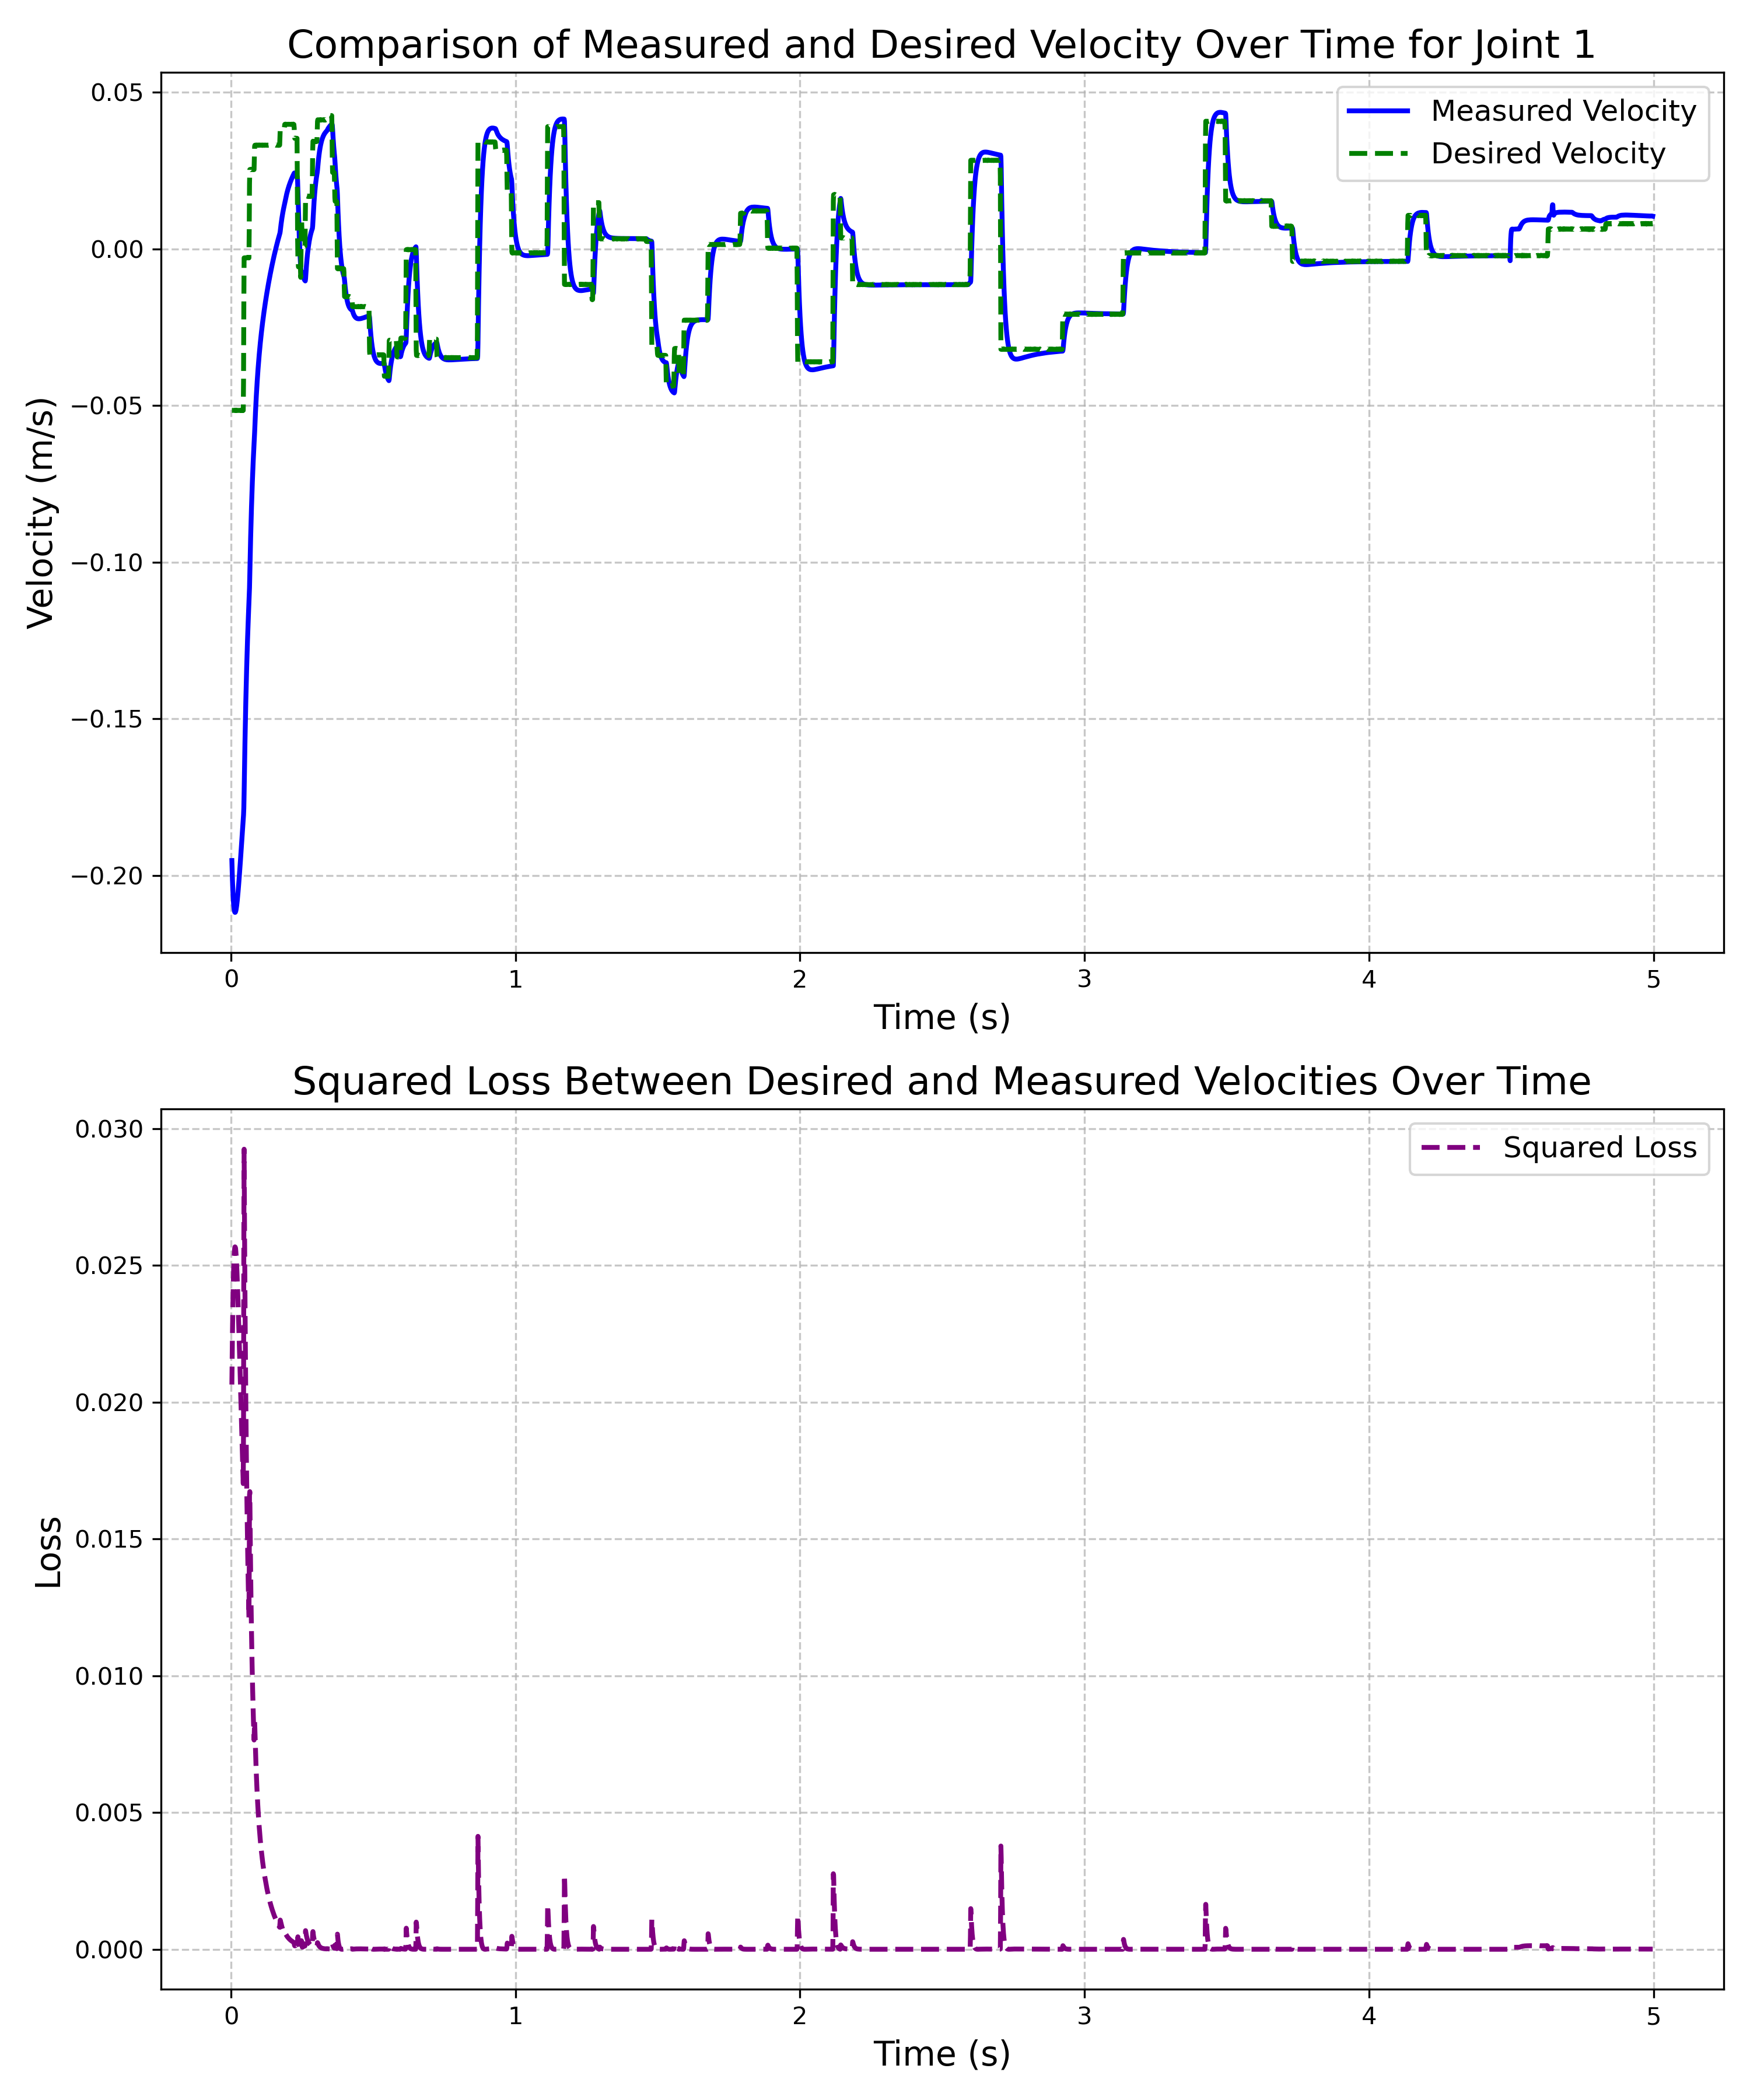 Comparison of Measured and Desired Velocity Over Time for Joint 1
0.05
0.00
−0.05
−0.10
−0.15
−0.20
Velocity (m/s)
Measured Velocity
Desired Velocity
0 1 2 3 4 5
Time (s)
Squared Loss Between Desired and Measured Velocities Over Time
0.030
0.025
0.020
0.015
0.010
0.005
0.000
Loss
Squared Loss
0 1 2 3 4 5
Time (s)